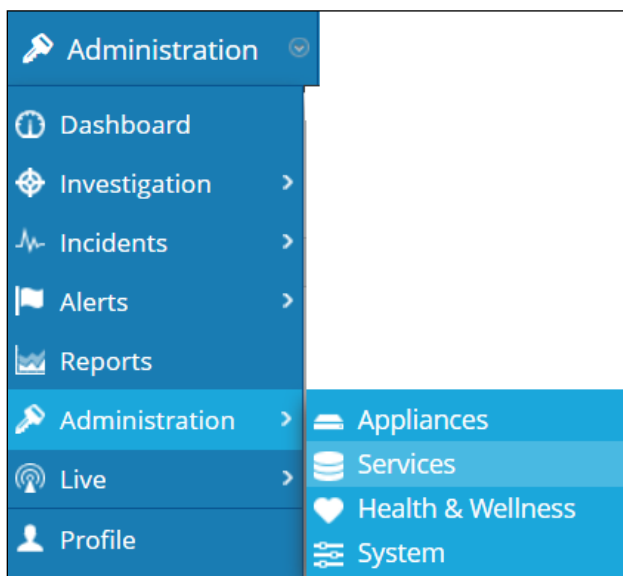 Administration
Dashboard
Investigation
Incidents
Alerts
Reports
Administration
Appliances
Services
Health & Wellness
System
Live
Profile